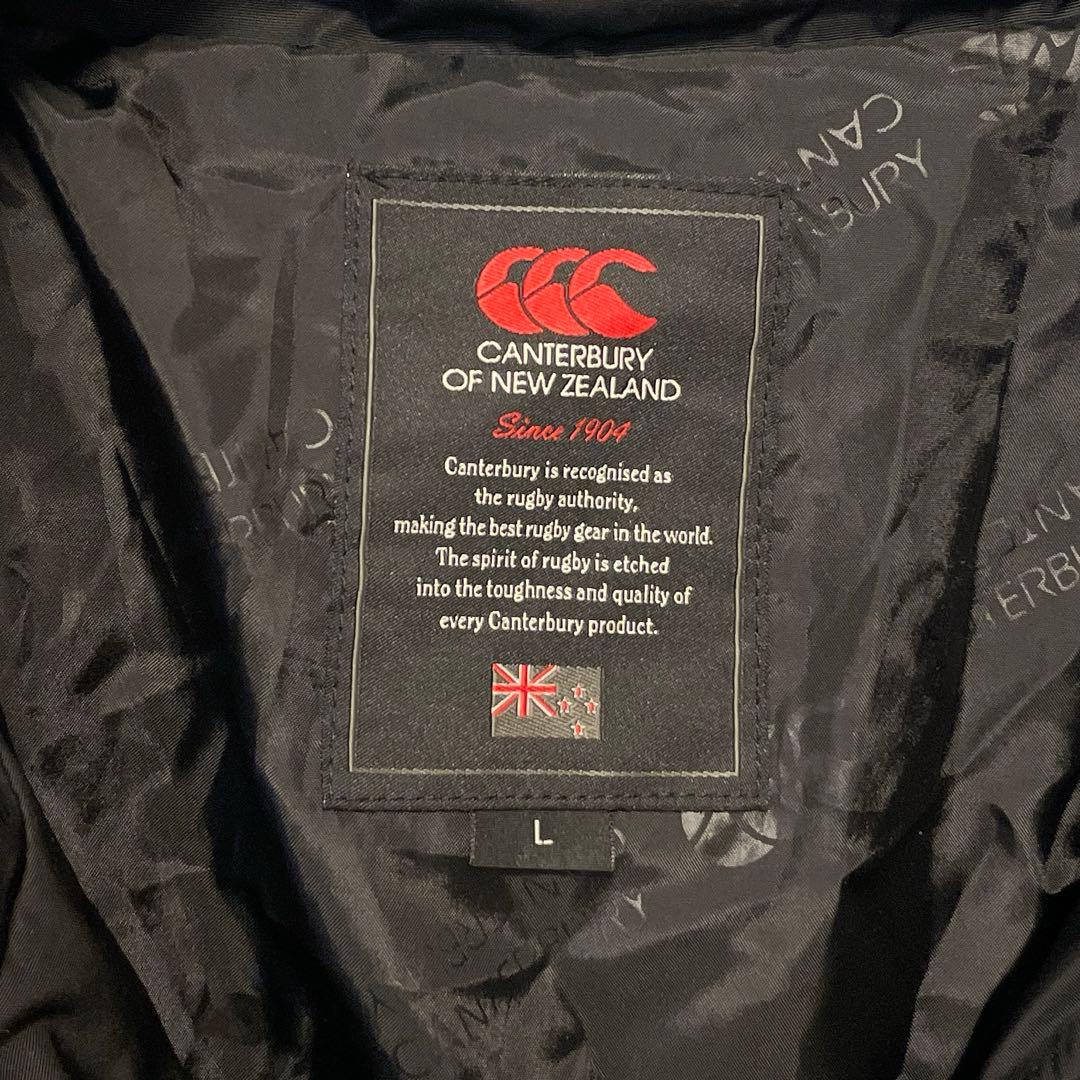 CANTERBURY
CANTERBURY
OF NEW ZEALAND
Since 1904
Canterbury is recognised as
the rugby authority,
making the best rugby gear in the world.
The spirit of rugby is etched
into the toughness and quality of
every Canterbury product.
L